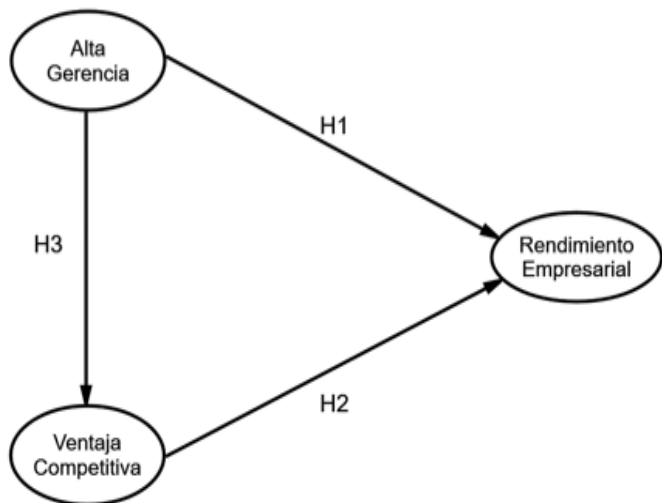 Alta
Gerencia
H1
H3
Rendimiento
Empresarial
H2
Ventaja
Competitiva